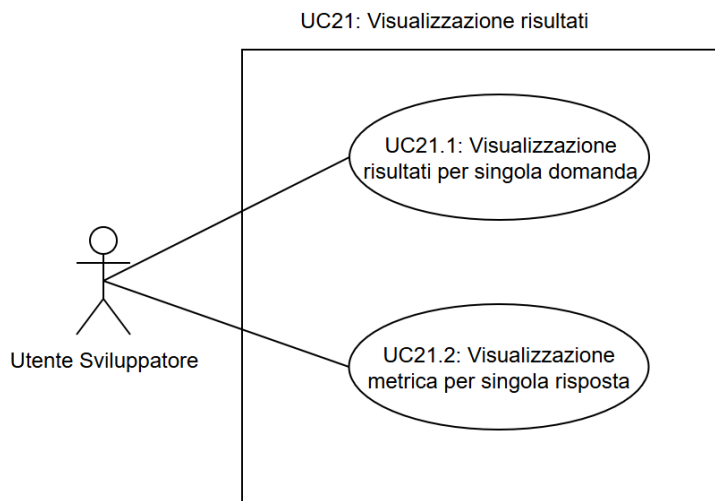 UC21: Visualizzazione risultati
UC21.1: Visualizzazione
risultati per singola domanda
Utente Sviluppatore
UC21.2: Visualizzazione
metrica per singola risposta